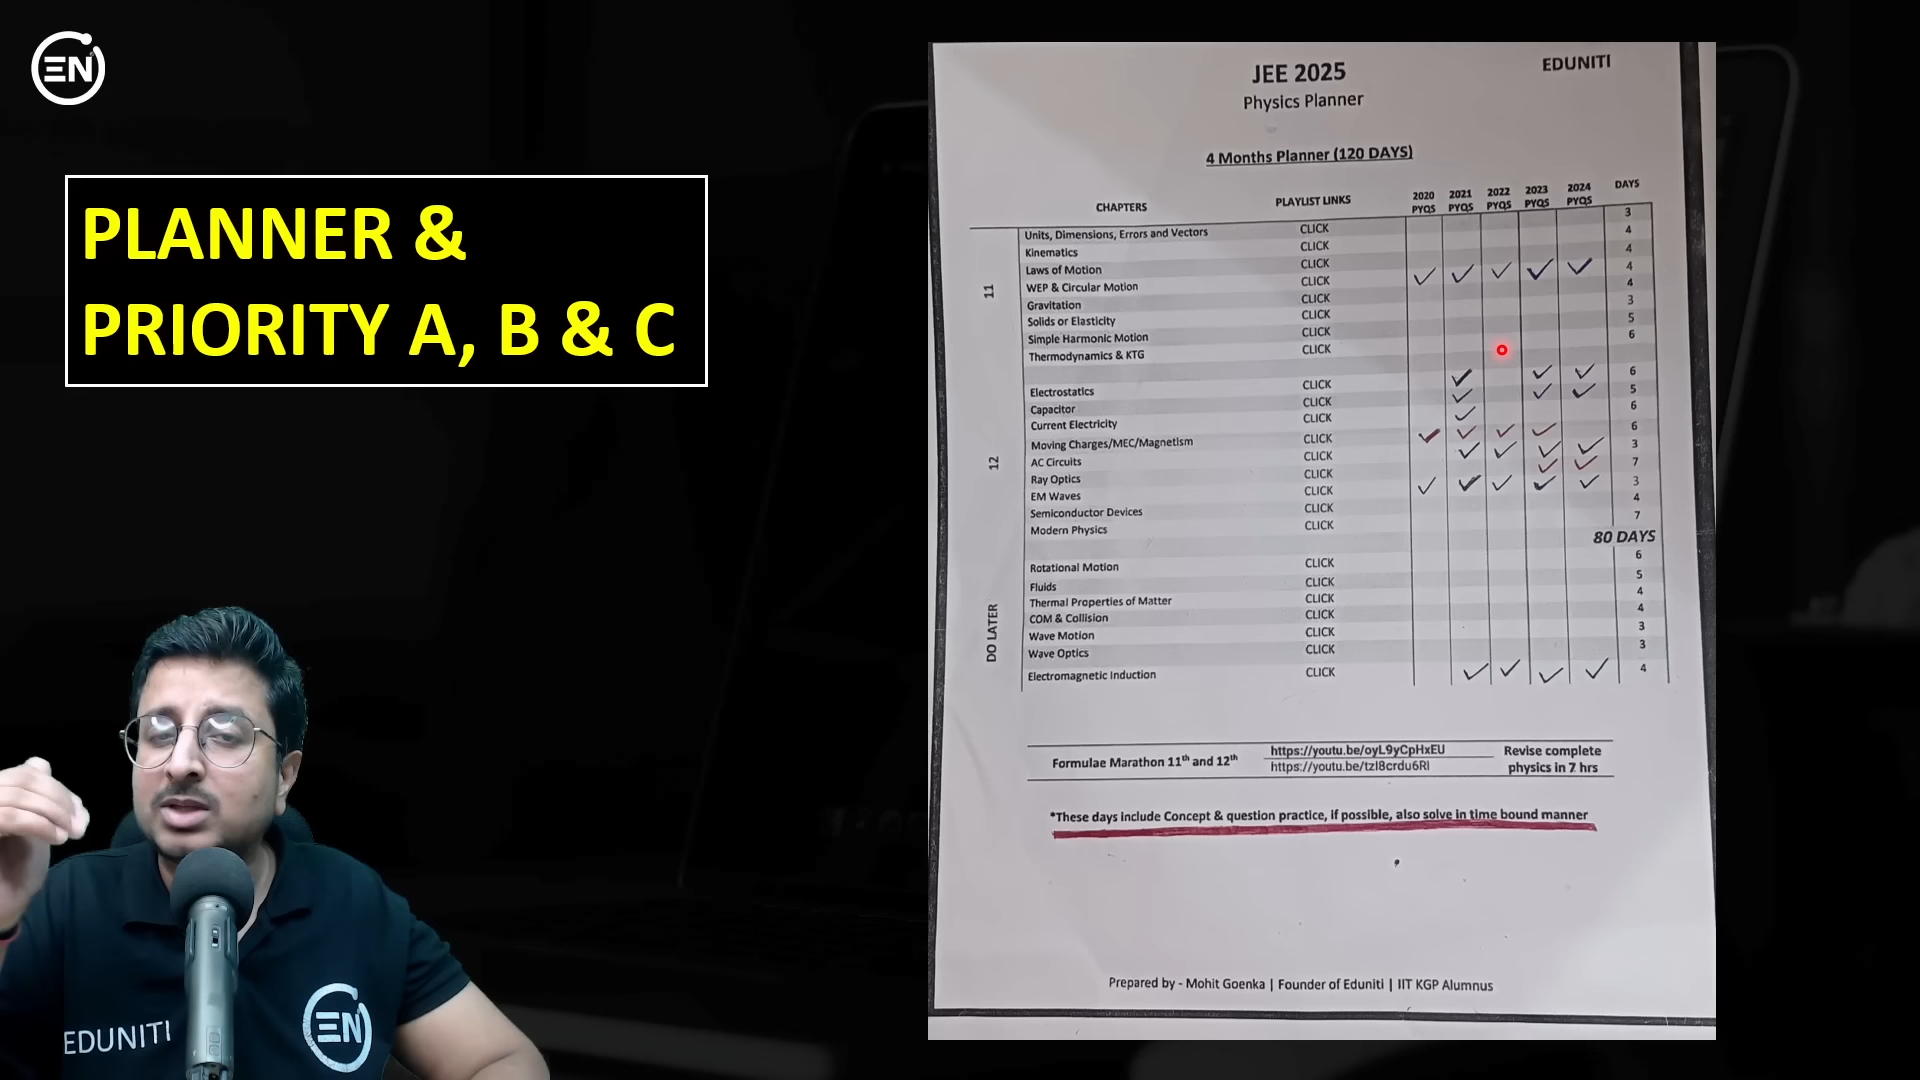 EN
PLANNER &
PRIORITY A, B & C
EDUNITI
EN
JEE 2025
EDUNITI
Physics Planner
4 Months Planner (120 DAYS)
CHAPTERS PLAYLIST LINKS 2020 PYQS 2021 PYQS 2022 PYQS 2023 PYQS 2024 PYQS DAYS
11
Units, Dimensions, Errors and Vectors CLICK 3
Kinematics CLICK 4
Laws of Motion CLICK 4
WEP & Circular Motion CLICK 4
Gravitation CLICK 4
Solids or Elasticity CLICK 3
Simple Harmonic Motion CLICK 5
Thermodynamics & KTG CLICK 6
12
Electrostatics CLICK 6
Capacitor CLICK 5
Current Electricity CLICK 6
Moving Charges/MEC/Magnetism CLICK 6
AC Circuits CLICK 3
Ray Optics CLICK 7
EM Waves CLICK 3
Semiconductor Devices CLICK 4
Modern Physics CLICK 7
80 DAYS
DO LATER
Rotational Motion CLICK 6
Fluids CLICK 5
Thermal Properties of Matter CLICK 4
COM & Collision CLICK 4
Wave Motion CLICK 3
Wave Optics CLICK 3
Electromagnetic Induction CLICK 4
Formulae Marathon 11th and 12th
https://youtu.be/oyL9yCpHxEU
https://youtu.be/tzI8crdu6RI
Revise complete
physics in 7 hrs
*These days include Concept & question practice, if possible, also solve in time bound manner
Prepared by - Mohit Goenka | Founder of Eduniti | IIT KGP Alumnus